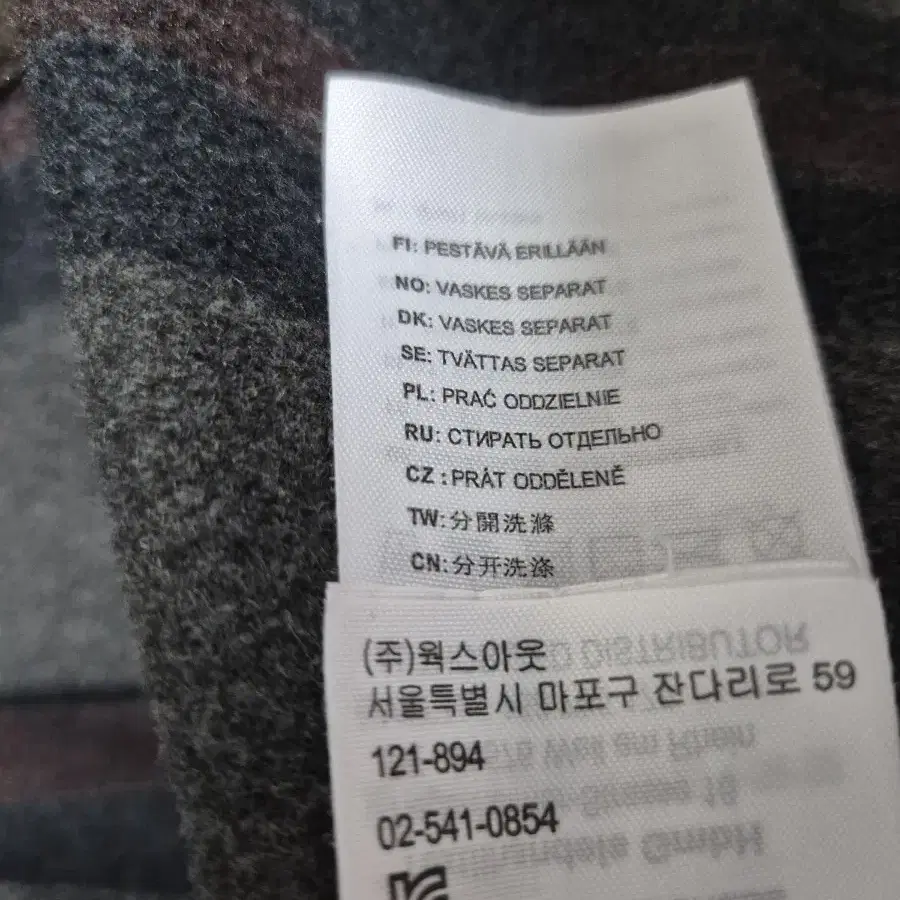 FI: PESTÄVÄ ERILLÄÄN
NO: VASKES SEPARAT
DK: VASKES SEPARAT
SE: TVÄTTAS SEPARAT
PL: PRAĆ ODDZIELNIE
RU: СТИРАТЬ ОТДЕЛЬНО
CZ : PRÁT ODDĚLENĚ
TW: 分開洗滌
CN: 分开洗涤
(주)웍스아웃
서울특별시 마포구 잔다리로 59
121-894
02-541-0854